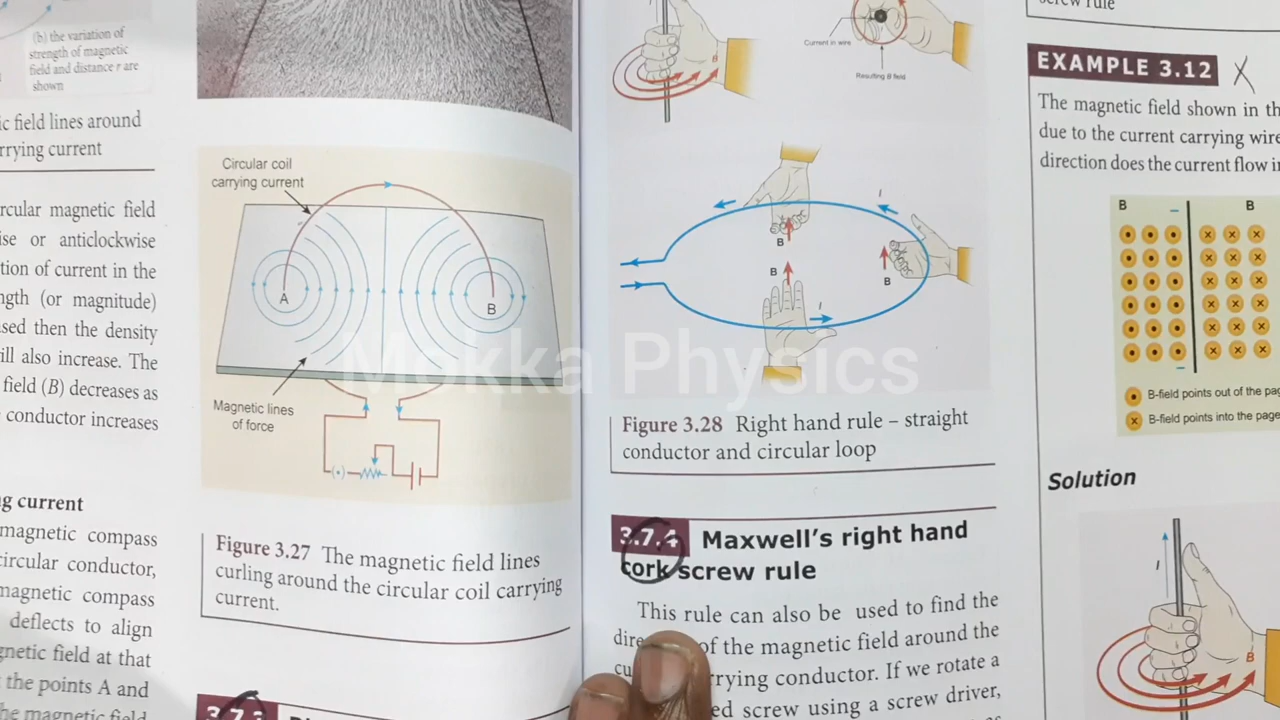 (b) the variation of
strength of magnetic
field and distance r are
shown
ic field lines around
rrying current
rcular magnetic field
ise or anticlockwise
tion of current in the
ngth (or magnitude)
sed then the density
ill also increase. The
field (B) decreases as
conductor increases
g current
magnetic compass
circular conductor,
magnetic compass
deflects to align
gnetic field at that
the points A and
he magnetic field
Circular coil
carrying current
A
B
Magnetic lines
of force
Figure 3.27 The magnetic field lines
curling around the circular coil carrying
current.
3.7.3
B
Current in wire
Resulting B field
I
B
B
B
I
Mokka Physics
Figure 3.28 Right hand rule – straight
conductor and circular loop
3.7.4 Maxwell's right hand
cork screw rule
This rule can also be used to find the
dire of the magnetic field around the
cu rrying conductor. If we rotate a
ed screw using a screw driver,
screw rule
EXAMPLE 3.12 X
The magnetic field shown in th
due to the current carrying wire
direction does the current flow i
B
B
B-field points out of the pag
B-field points into the page
Solution
I
B